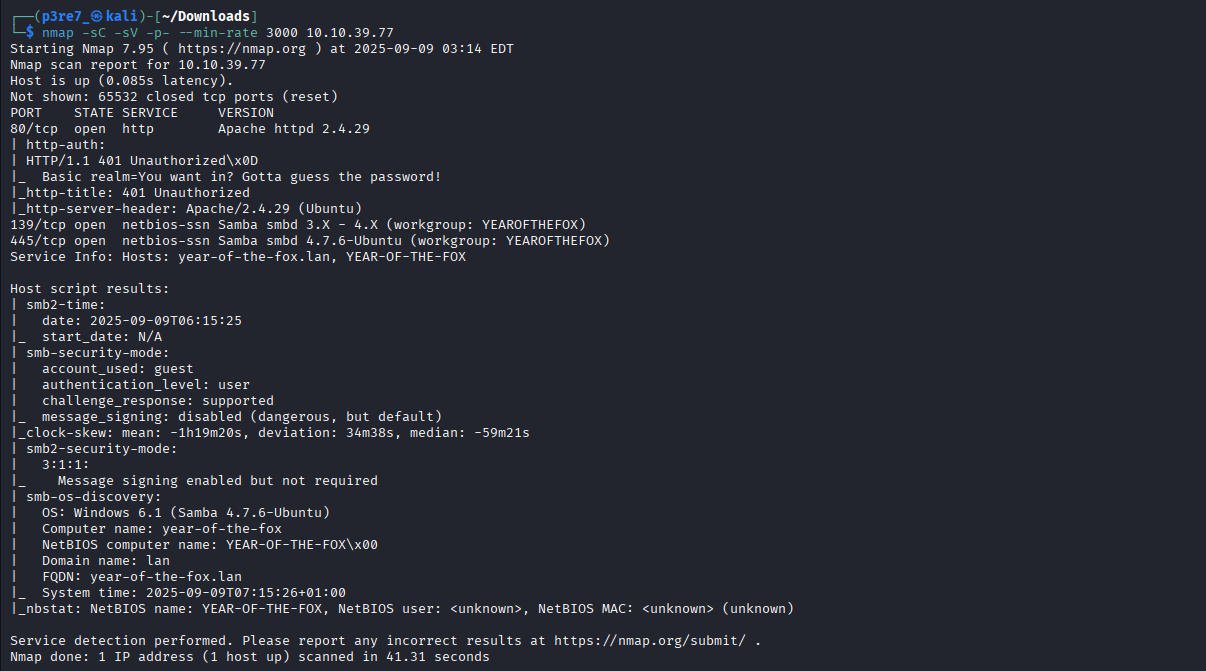 ┌──(p3re7_㉿kali)-[~/Downloads]
└─$ nmap -sC -sV -p- --min-rate 3000 10.10.39.77
Starting Nmap 7.95 ( https://nmap.org ) at 2025-09-09 03:14 EDT
Nmap scan report for 10.10.39.77
Host is up (0.085s latency).
Not shown: 65532 closed tcp ports (reset)
PORT    STATE SERVICE     VERSION
80/tcp  open  http        Apache httpd 2.4.29
| http-auth:
| HTTP/1.1 401 Unauthorized\x0D
|_  Basic realm=You want in? Gotta guess the password!
|_http-title: 401 Unauthorized
|_http-server-header: Apache/2.4.29 (Ubuntu)
139/tcp open  netbios-ssn Samba smbd 3.X - 4.X (workgroup: YEAROFTHEFOX)
445/tcp open  netbios-ssn Samba smbd 4.7.6-Ubuntu (workgroup: YEAROFTHEFOX)
Service Info: Hosts: year-of-the-fox.lan, YEAR-OF-THE-FOX

Host script results:
| smb2-time:
|   date: 2025-09-09T06:15:25
|_  start_date: N/A
| smb-security-mode:
|   account_used: guest
|   authentication_level: user
|   challenge_response: supported
|_  message_signing: disabled (dangerous, but default)
|_clock-skew: mean: -1h19m20s, deviation: 34m38s, median: -59m21s
| smb2-security-mode:
|   3:1:1:
|_    Message signing enabled but not required
| smb-os-discovery:
|   OS: Windows 6.1 (Samba 4.7.6-Ubuntu)
|   Computer name: year-of-the-fox
|   NetBIOS computer name: YEAR-OF-THE-FOX\x00
|   Domain name: lan
|   FQDN: year-of-the-fox.lan
|_  System time: 2025-09-09T07:15:26+01:00
|_nbstat: NetBIOS name: YEAR-OF-THE-FOX, NetBIOS user: <unknown>, NetBIOS MAC: <unknown> (unknown)

Service detection performed. Please report any incorrect results at https://nmap.org/submit/ .
Nmap done: 1 IP address (1 host up) scanned in 41.31 seconds